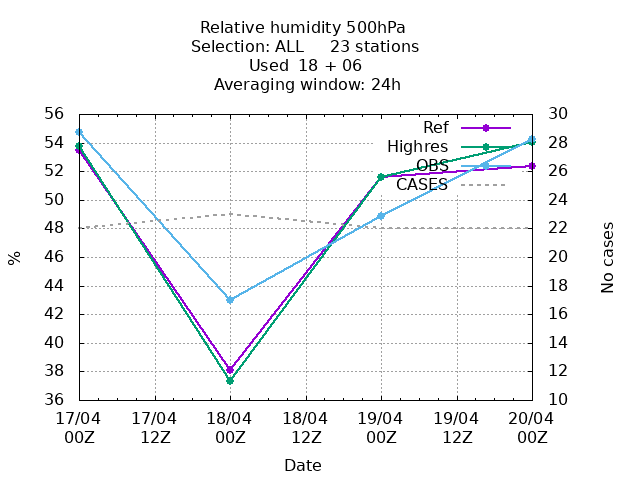 Relative humidity 500hPa
Selection: ALL     23 stations
Used  18 + 06
Averaging window: 24h
56 30
54 28
52 26
50 24
48 22
46 20
44 18
42 16
40 14
38 12
36 10
Ref
Highres
OBS
CASES
%
No cases
17/04 17/04 18/04 18/04 19/04 19/04 20/04
00Z 12Z 00Z 12Z 00Z 12Z 00Z
Date